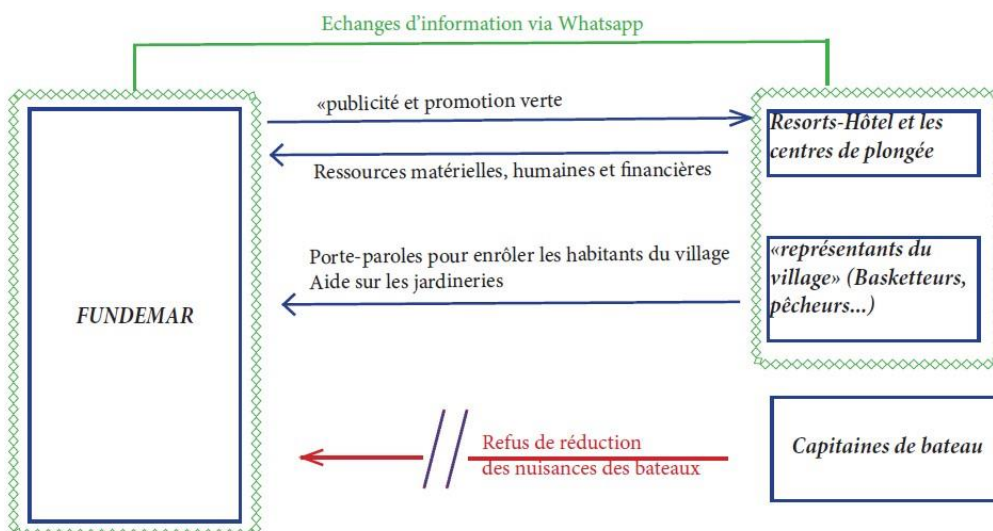 Echanges d'information via Whatsapp
«publicité et promotion verte
Resorts-Hôtel et les
centres de plongée
Ressources matérielles, humaines et financières
Porte-paroles pour enrôler les habitants du village
Aide sur les jardineries
«représentants du
village» (Basketteurs,
pêcheurs...)
FUNDEMAR
Refus de réduction
des nuisances des bateaux
Capitaines de bateau